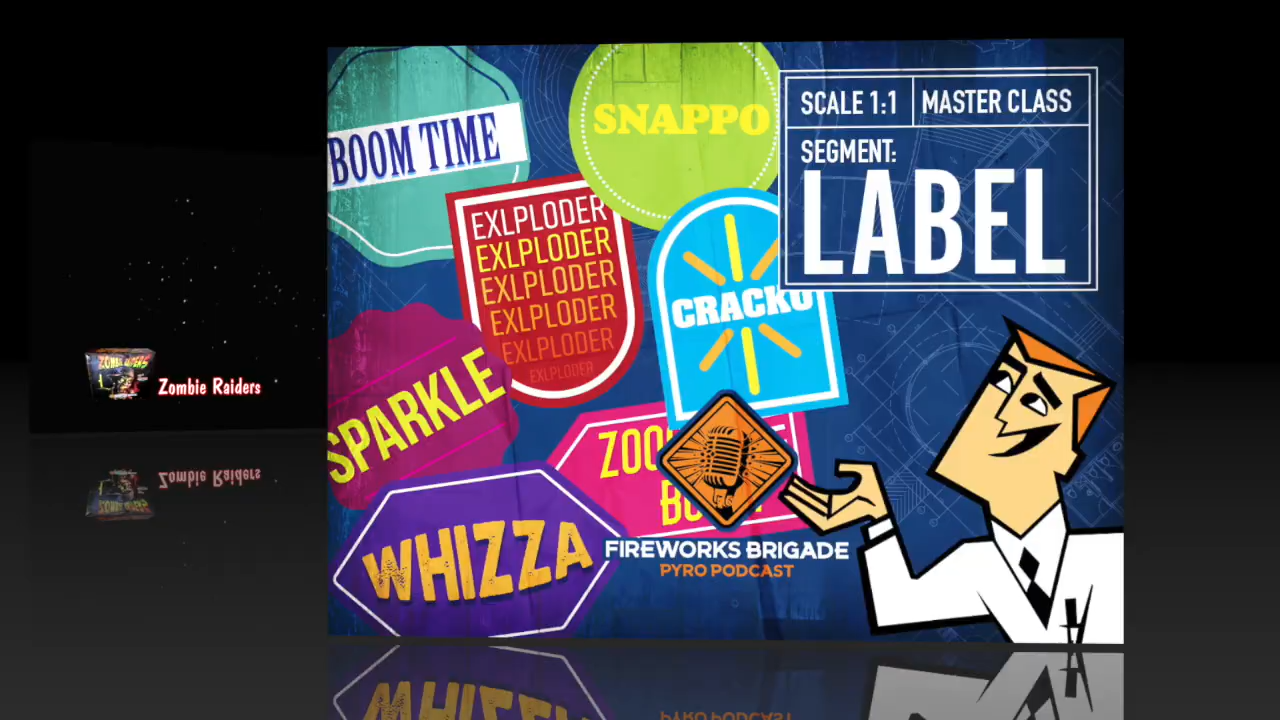 BOOM TIME
SNAPPO
SCALE 1:1
MASTER CLASS
SEGMENT:
LABEL
EXLPLODER
EXLPLODER
EXLPLODER
EXLPLODER
EXLPLODER
EXLPLODER
CRACKO
SPARKLE
Zombie Raiders
WHIZZA
FIREWORKS BRIGADE
PYRO PODCAST